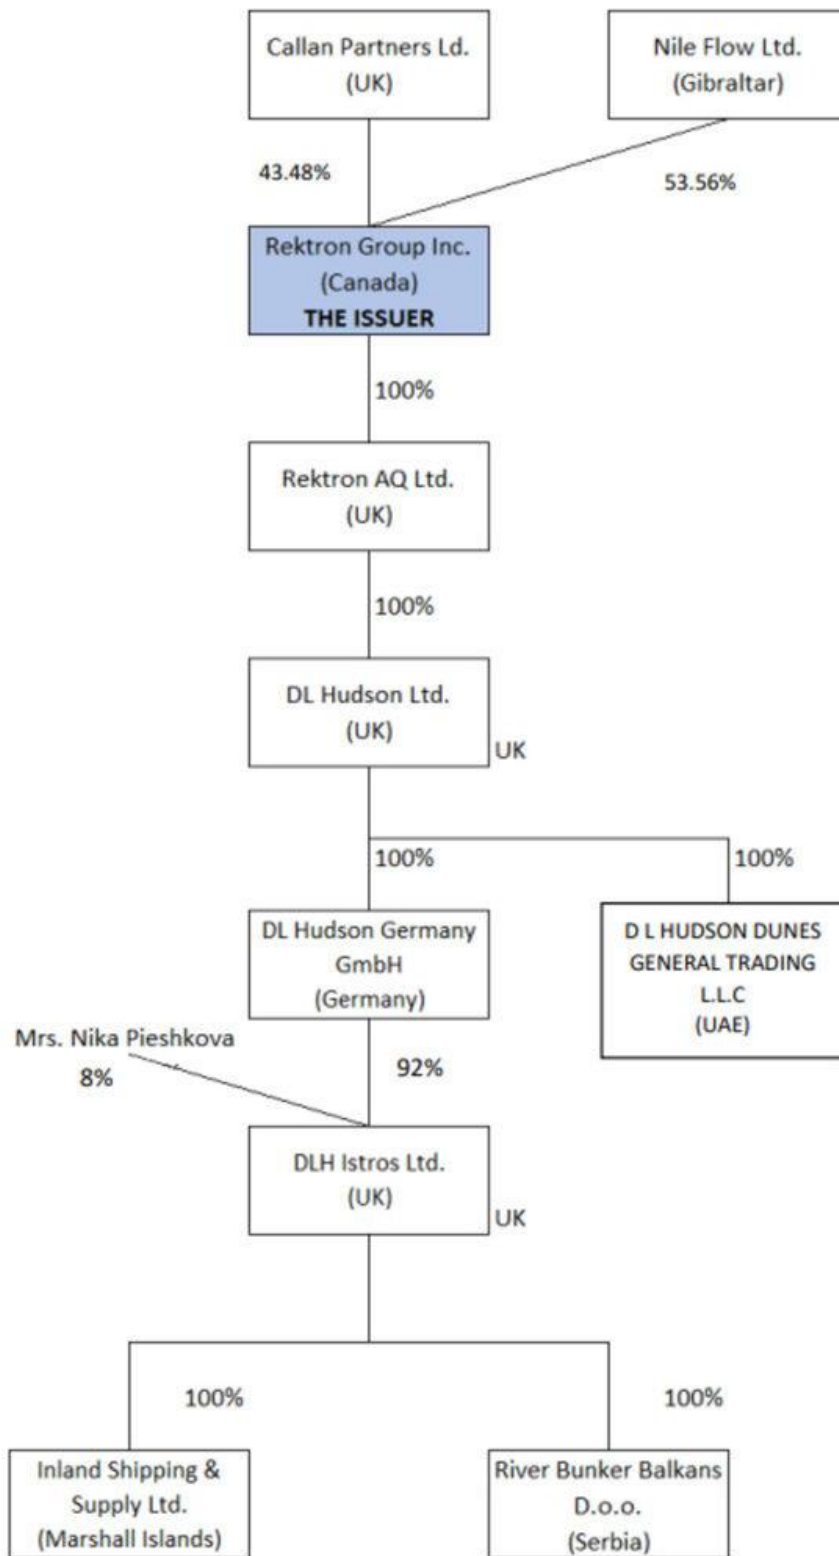 Callan Partners Ld.
(UK)
Nile Flow Ltd.
(Gibraltar)
43.48%
53.56%
Rektron Group Inc.
(Canada)
THE ISSUER
100%
Rektron AQ Ltd.
(UK)
100%
DL Hudson Ltd.
(UK)
UK
100%
100%
DL Hudson Germany
GmbH
(Germany)
D L HUDSON DUNES
GENERAL TRADING
L.L.C
(UAE)
Mrs. Nika Pieshkova
8%
92%
DLH Istros Ltd.
(UK)
UK
100%
100%
Inland Shipping &
Supply Ltd.
(Marshall Islands)
River Bunker Balkans
D.o.o.
(Serbia)